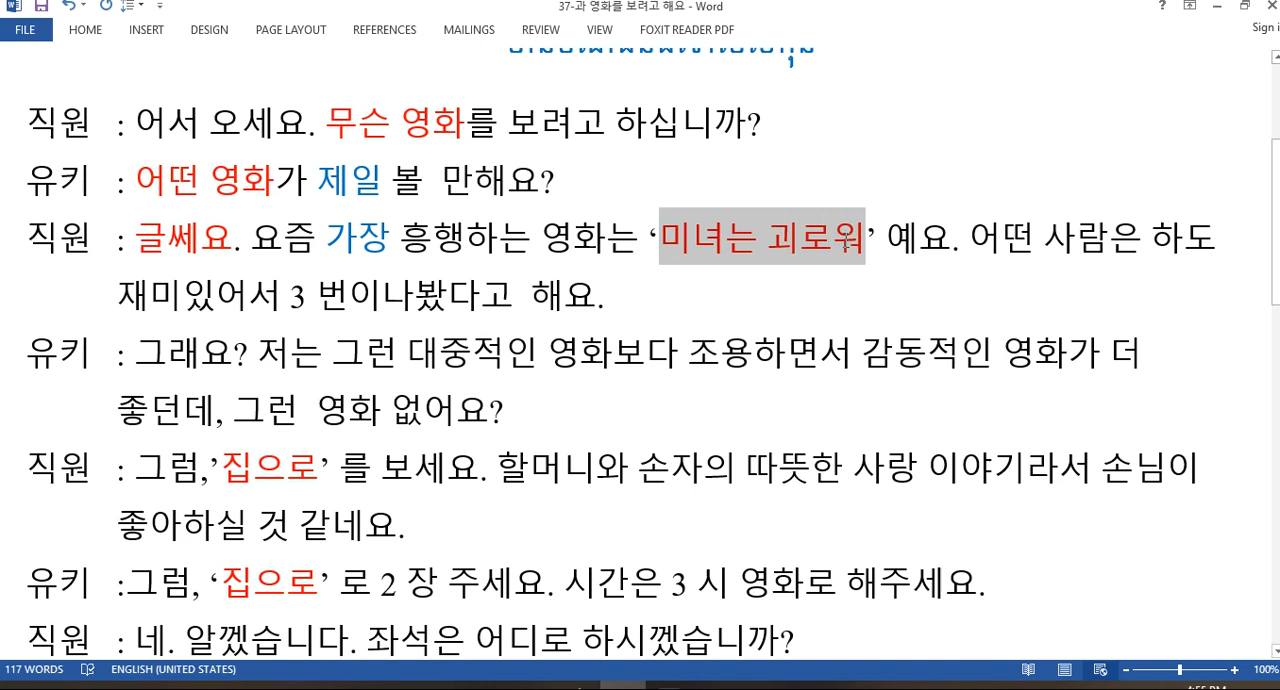 37-과 영화를 보려고 해요 - Word
FILE HOME INSERT DESIGN PAGE LAYOUT REFERENCES MAILINGS REVIEW VIEW FOXIT READER PDF Sign i
직원 : 어서 오세요. 무슨 영화를 보려고 하십니까?
유키 : 어떤 영화가 제일 볼 만해요?
직원 : 글쎄요. 요즘 가장 흥행하는 영화는 ‘미녀는 괴로워’ 예요. 어떤 사람은 하도
재미있어서 3 번이나봤다고 해요.
유키 : 그래요? 저는 그런 대중적인 영화보다 조용하면서 감동적인 영화가 더
좋던데, 그런 영화 없어요?
직원 : 그럼,’집으로’ 를 보세요. 할머니와 손자의 따뜻한 사랑 이야기라서 손님이
좋아하실 것 같네요.
유키 :그럼, ‘집으로’ 로 2 장 주세요. 시간은 3 시 영화로 해주세요.
직원 : 네. 알겠습니다. 좌석은 어디로 하시겠습니까?
117 WORDS ENGLISH (UNITED STATES) 100%